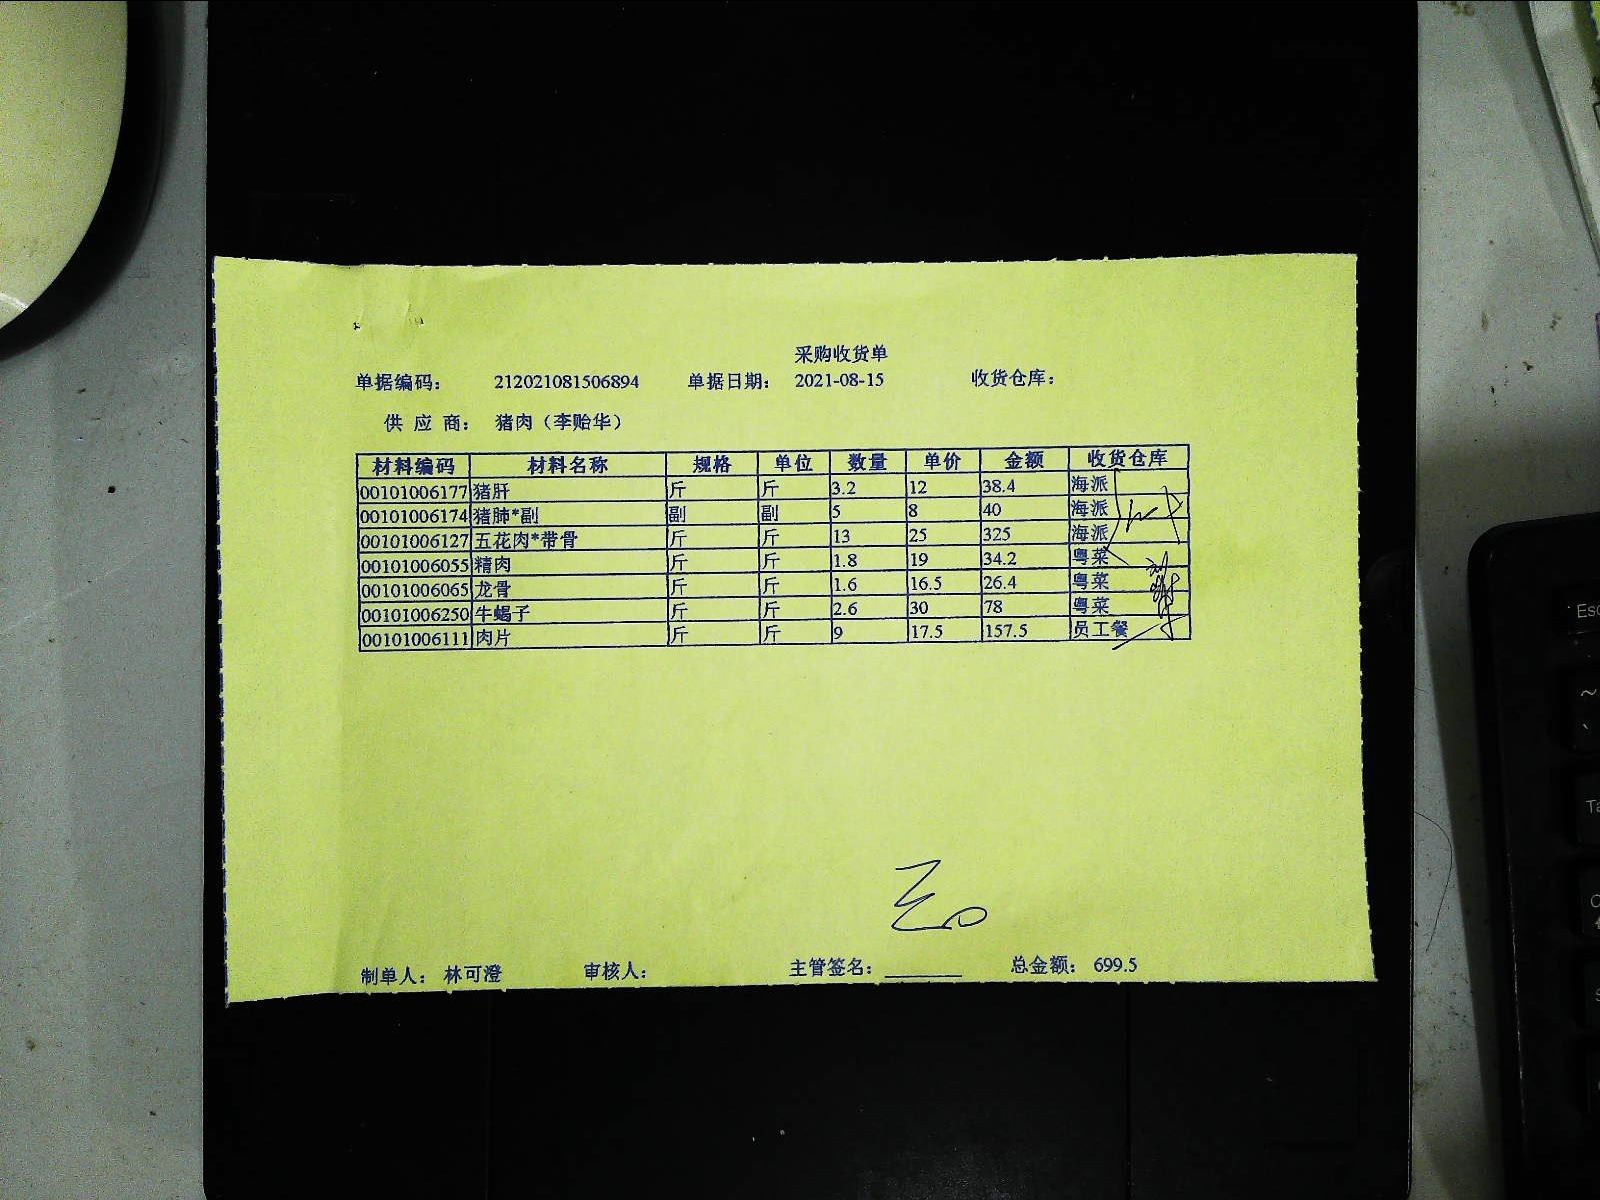 采购收货单
单据编码： 212021081506894 单据日期： 2021-08-15 收货仓库：
供 应 商： 猪肉（李贻华）
材料编码 材料名称 规格 单位 数量 单价 金额 收货仓库
00101006177 猪肝 斤 斤 3.2 12 38.4 海派
00101006174 猪肺*副 副 副 5 8 40 海派
00101006127 五花肉*带骨 斤 斤 13 25 325 海派
00101006055 精肉 斤 斤 1.8 19 34.2 粤菜
00101006065 龙骨 斤 斤 1.6 16.5 26.4 粤菜
00101006250 牛蝎子 斤 斤 2.6 30 78 粤菜
00101006111 肉片 斤 斤 9 17.5 157.5 员工餐
制单人： 林可澄 审核人： 主管签名： 总金额： 699.5
Esc
~